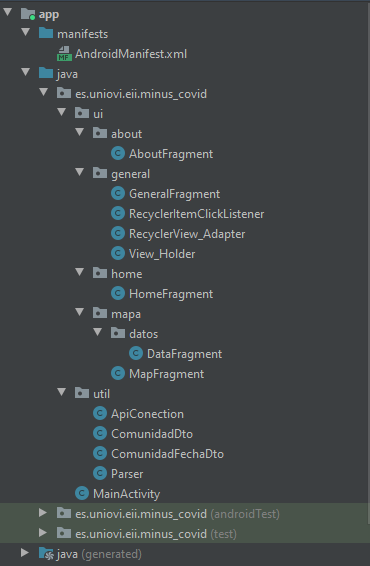 app
manifests
AndroidManifest.xml
java
es.uniovi.eii.minus_covid
ui
about
AboutFragment
general
GeneralFragment
RecyclerItemClickListener
RecyclerView_Adapter
View_Holder
home
HomeFragment
mapa
datos
DataFragment
MapFragment
util
ApiConection
ComunidadDto
ComunidadFechaDto
Parser
MainActivity
es.uniovi.eii.minus_covid (androidTest)
es.uniovi.eii.minus_covid (test)
java (generated)